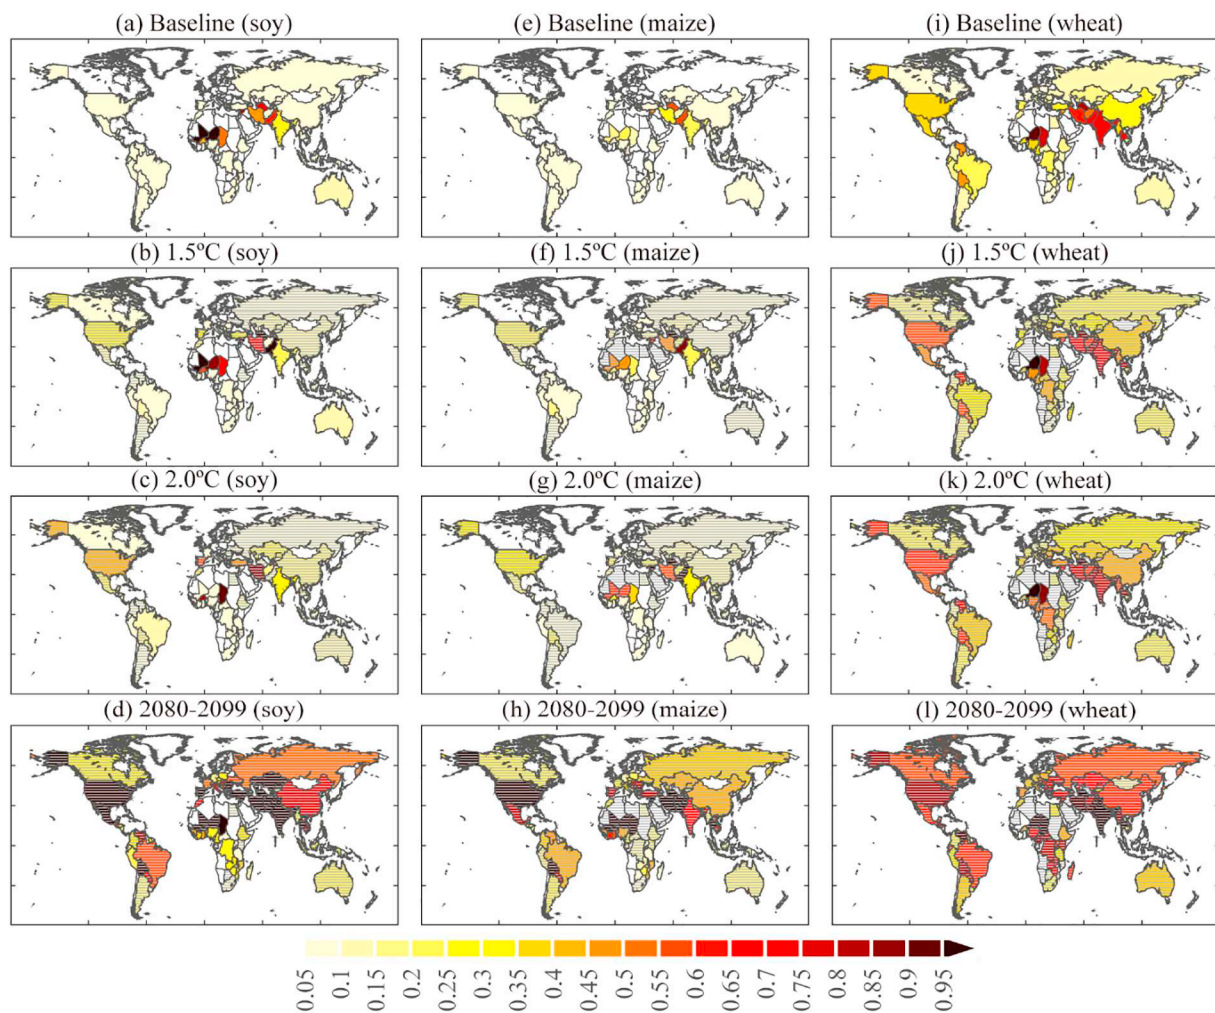 (a) Baseline (soy)
(e) Baseline (maize)
(i) Baseline (wheat)
(b) 1.5ºC (soy)
(f) 1.5ºC (maize)
(j) 1.5ºC (wheat)
(c) 2.0ºC (soy)
(g) 2.0ºC (maize)
(k) 2.0ºC (wheat)
(d) 2080-2099 (soy)
(h) 2080-2099 (maize)
(l) 2080-2099 (wheat)
0.05
0.1
0.15
0.2
0.25
0.3
0.35
0.4
0.45
0.5
0.55
0.6
0.65
0.7
0.75
0.8
0.85
0.9
0.95